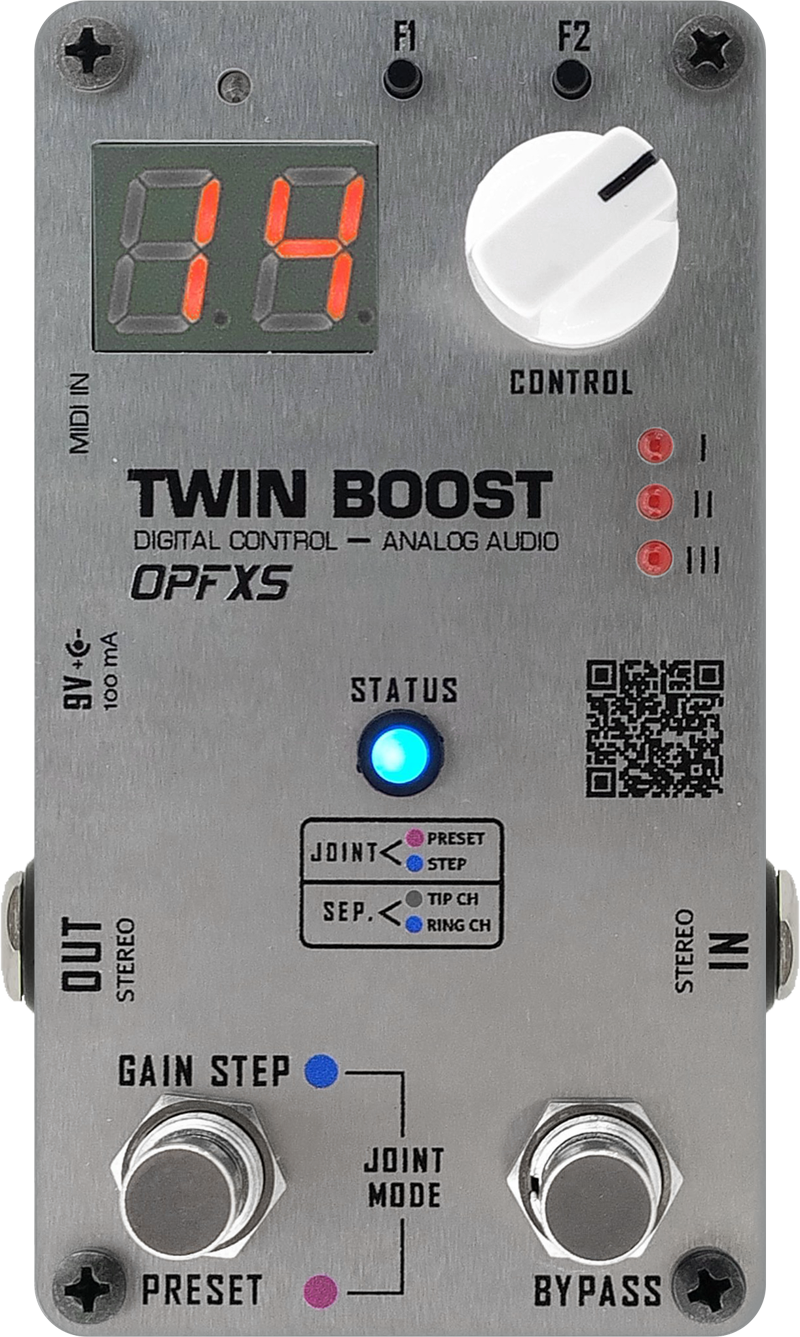 F1
F2
14
CONTROL
MIDI IN
I
II
III
TWIN BOOST
DIGITAL CONTROL — ANALOG AUDIO
OPFXS
9V + -
100 mA
STATUS
JOINT < PRESET
STEP
SEP. < TIP CH
RING CH
OUT
STEREO
STEREO
IN
GAIN STEP
JOINT
MODE
PRESET
BYPASS